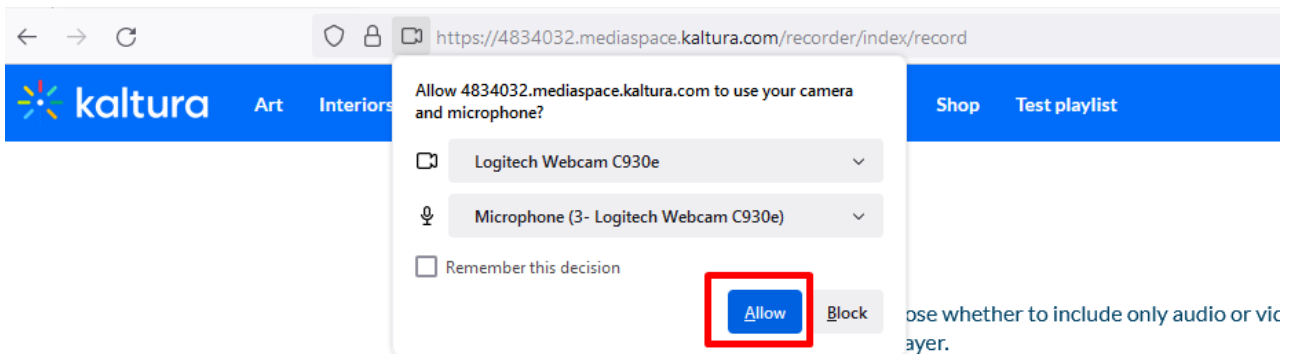 https://4834032.mediaspace.kaltura.com/recorder/index/record
kaltura Art Interiors Shop Test playlist
Allow 4834032.mediaspace.kaltura.com to use your camera
and microphone?
Logitech Webcam C930e
Microphone (3- Logitech Webcam C930e)
Remember this decision
Allow Block
ose whether to include only audio or vid
ayer.